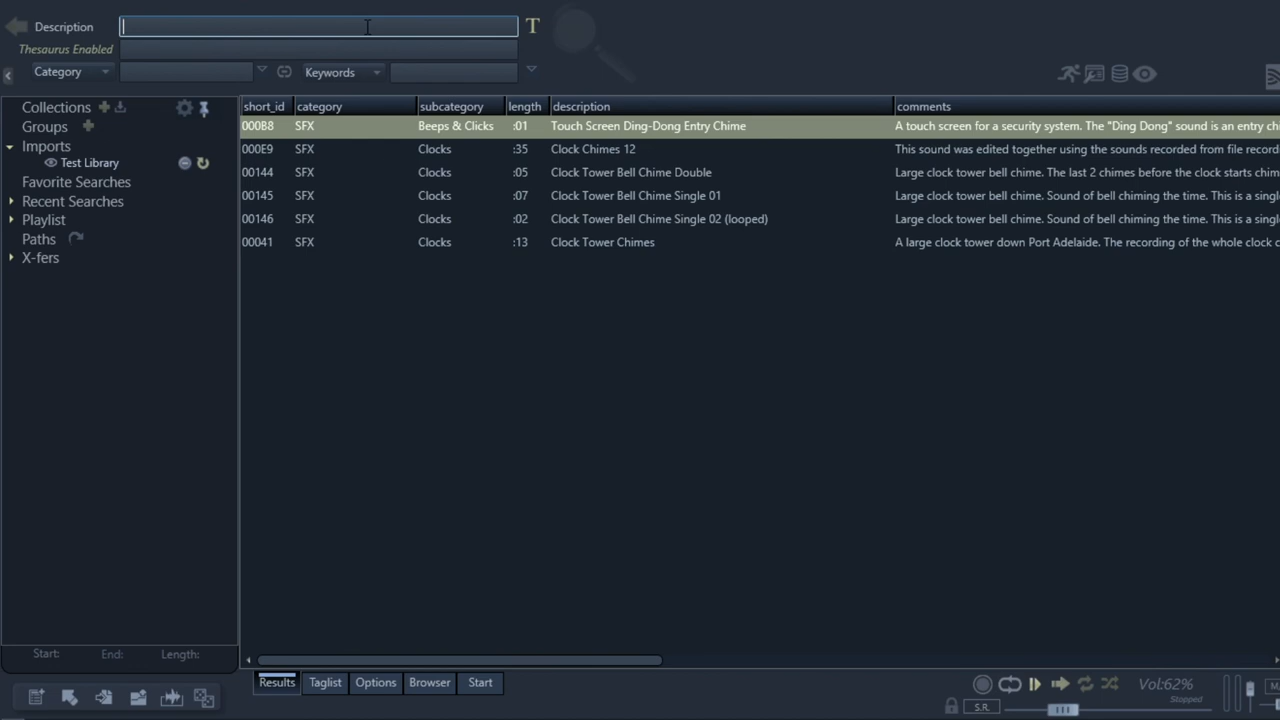 Description
T
Thesaurus Enabled
Category Keywords
Collections
Groups
Imports
Test Library
Favorite Searches
Recent Searches
Playlist
Paths
X-fers
short_id category subcategory length description comments
000B8 SFX Beeps & Clicks :01 Touch Screen Ding-Dong Entry Chime A touch screen for a security system. The "Ding Dong" sound is an entry chi
000E9 SFX Clocks :35 Clock Chimes 12 This sound was edited together using the sounds recorded from file record
00144 SFX Clocks :05 Clock Tower Bell Chime Double Large clock tower bell chime. The last 2 chimes before the clock starts chim
00145 SFX Clocks :07 Clock Tower Bell Chime Single 01 Large clock tower bell chime. Sound of bell chiming the time. This is a singl
00146 SFX Clocks :02 Clock Tower Bell Chime Single 02 (looped) Large clock tower bell chime. Sound of bell chiming the time. This is a singl
00041 SFX Clocks :13 Clock Tower Chimes A large clock tower down Port Adelaide. The recording of the whole clock c
Start: End: Length:
Results Taglist Options Browser Start
Vol:62%
Stopped
S.R.
M